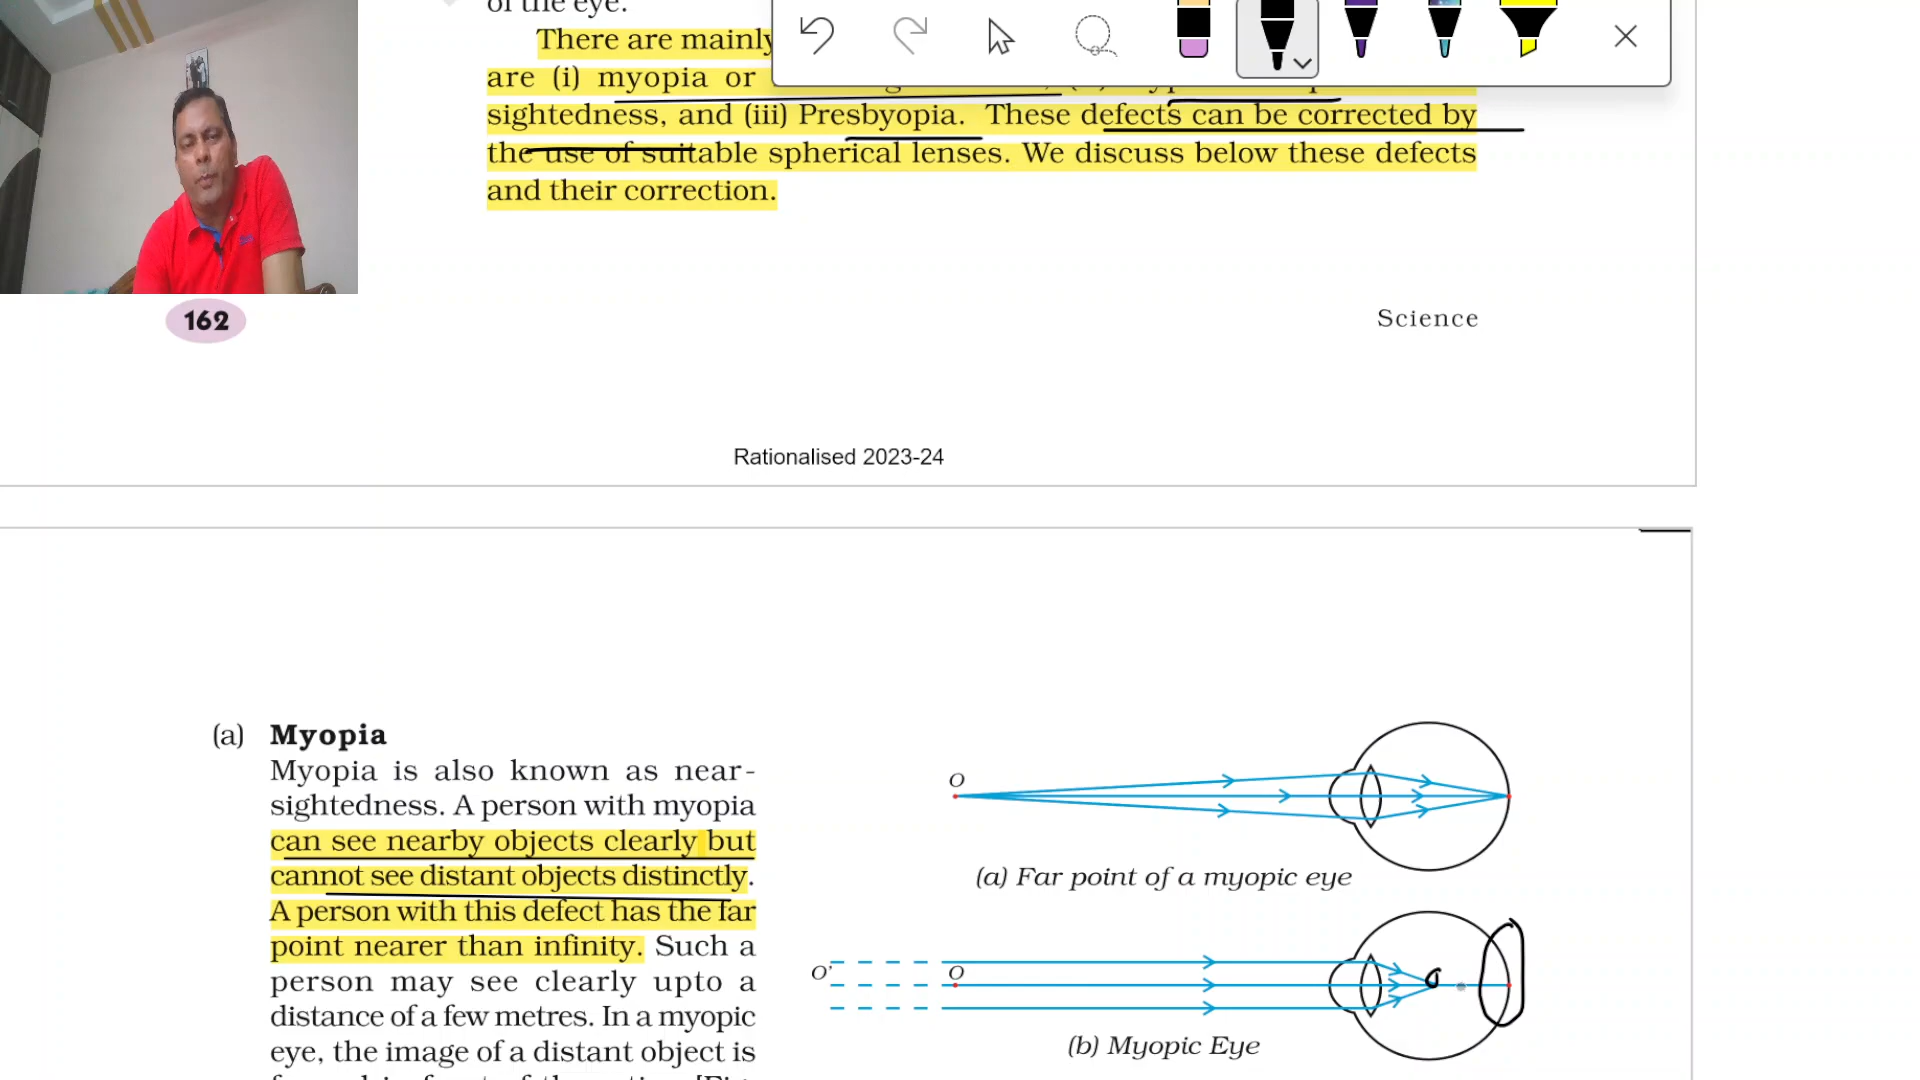 of the eye.
There are mainly
are (i) myopia or
sightedness, and (iii) Presbyopia. These defects can be corrected by
the use of suitable spherical lenses. We discuss below these defects
and their correction.
162
Science
Rationalised 2023-24
(a) Myopia
Myopia is also known as near-
sightedness. A person with myopia
can see nearby objects clearly but
cannot see distant objects distinctly.
A person with this defect has the far
point nearer than infinity. Such a
person may see clearly upto a
distance of a few metres. In a myopic
eye, the image of a distant object is
O
(a) Far point of a myopic eye
O'
O
(b) Myopic Eye